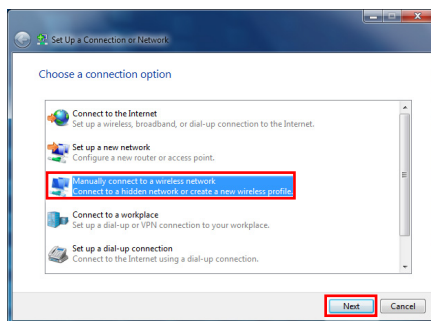 Set Up a Connection or Network
Choose a connection option
Connect to the Internet
Set up a wireless, broadband, or dial-up connection to the Internet.
Set up a new network
Configure a new router or access point.
Manually connect to a wireless network
Connect to a hidden network or create a new wireless profile.
Connect to a workplace
Set up a dial-up or VPN connection to your workplace.
Set up a dial-up connection
Connect to the Internet using a dial-up connection.
Next
Cancel